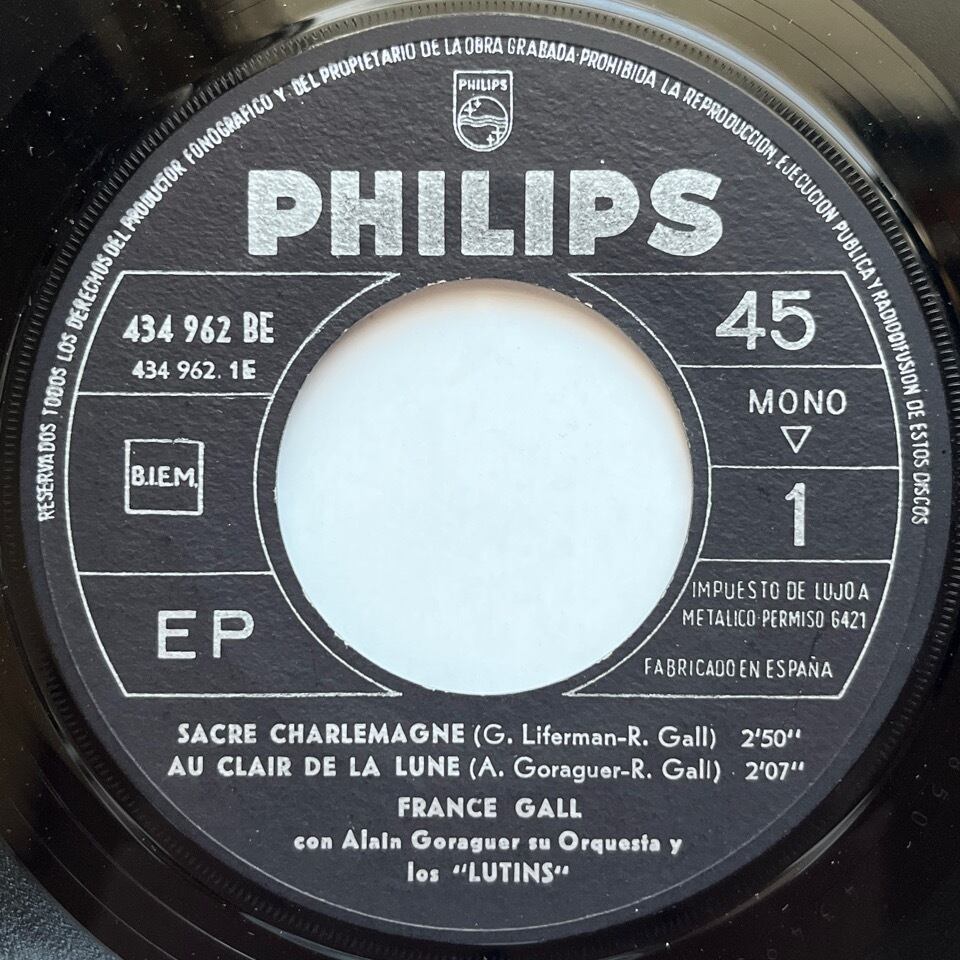 RESERVADOS TODOS LOS DERECHOS DEL PRODUCTOR FONOGRAFICO Y DEL PROPIETARIO DE LA OBRA GRABADA·PROHIBIDA LA REPRODUCCION, EJECUCION PUBLICA Y RADIODIFUSION DE ESTOS DISCOS
PHILIPS
PHILIPS
434 962 BE
434 962. 1E
45
MONO
B.I.E.M.
1
EP
IMPUESTO DE LUJO A
METALICO·PERMISO 6421
FABRICADO EN ESPAÑA
SACRE CHARLEMAGNE (G. Liferman-R. Gall) 2'50"
AU CLAIR DE LA LUNE (A. Goraguer-R. Gall) · 2'07"
FRANCE GALL
con Alain Goraguer su Orquesta y
los "LUTINS"